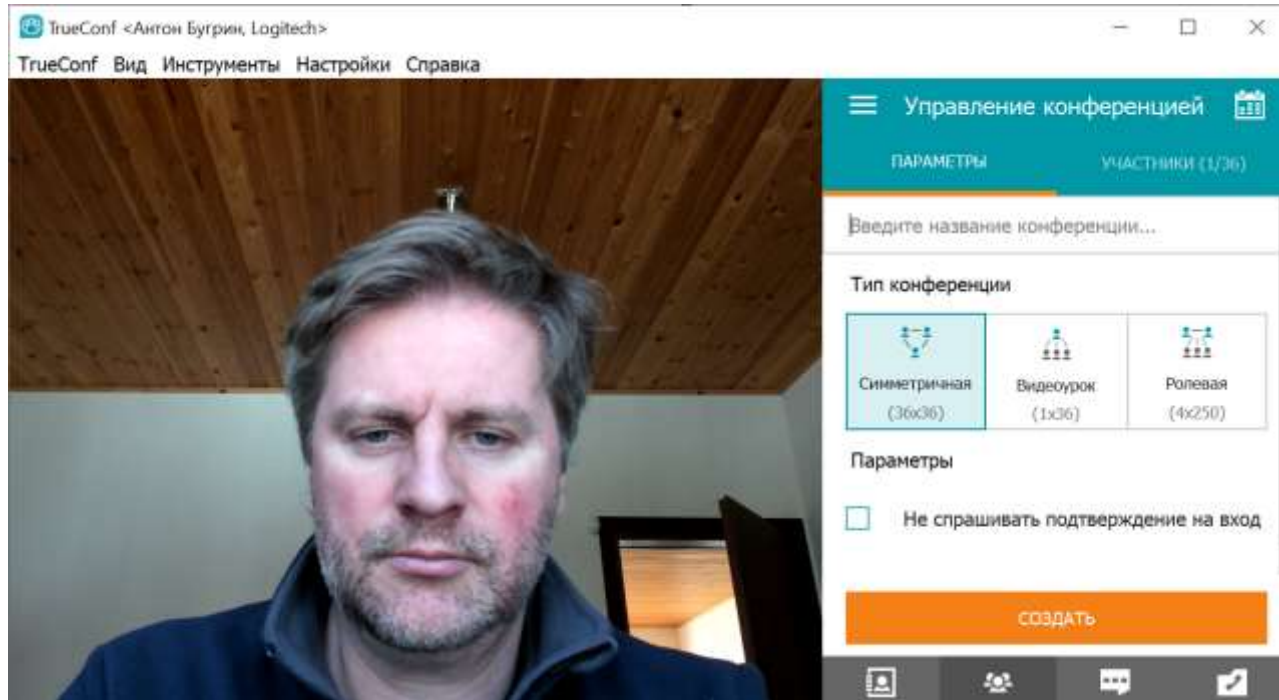 TrueConf <Антон Бугрин, Logitech>
TrueConf Вид Инструменты Настройки Справка
Управление конференцией
ПАРАМЕТРЫ
УЧАСТНИКИ (1/36)
Введите название конференции...
Тип конференции
Симметричная
(36x36)
Видеоурок
(1x36)
Ролевая
(4x250)
Параметры
Не спрашивать подтверждение на вход
СОЗДАТЬ